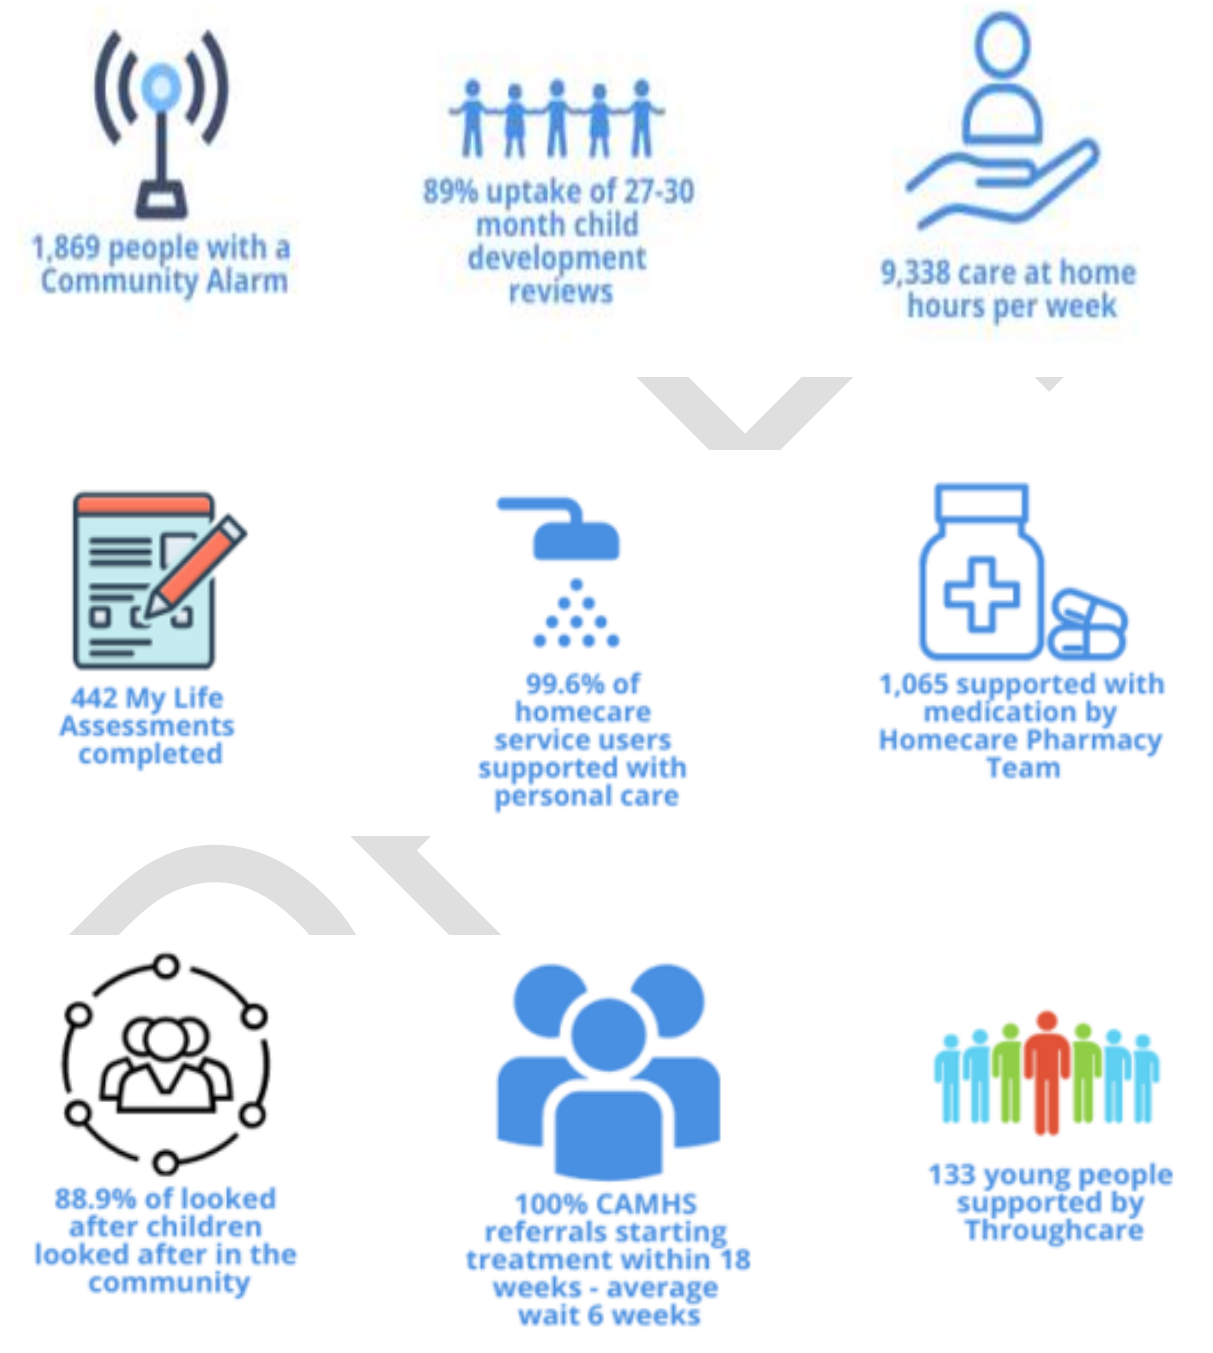 1,869 people with a
Community Alarm
89% uptake of 27-30
month child
development
reviews
9,338 care at home
hours per week
442 My Life
Assessments
completed
99.6% of
homecare
service users
supported with
personal care
1,065 supported with
medication by
Homecare Pharmacy
Team
88.9% of looked
after children
looked after in the
community
100% CAMHS
referrals starting
treatment within 18
weeks - average
wait 6 weeks
133 young people
supported by
Throughcare